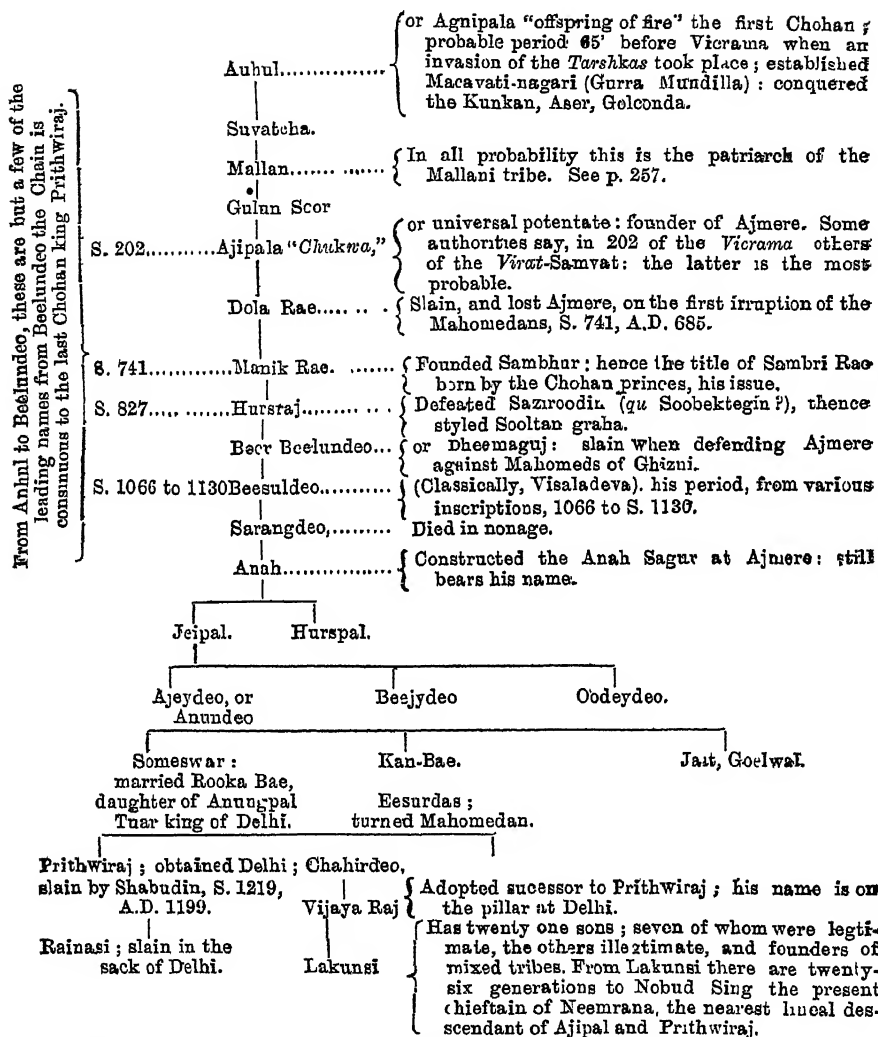 or Agnipala "offspring of fire" the first Chohan ;
probable period 65' before Vicrama when an
invasion of the Tarshkas took place ; established
Auhul................
Macavati-nagari (Gurra Mundilla) : conquered
the Kunkan, Aser, Golconda.
Suvatcha.
Mallan....... ...... In all probability this is the patriarch of the
Mallani tribe. See p. 257.
Gulun Scor
S. 202..........Ajipala "Chukwa," or universal potentate : founder of Ajmere. Some
authorities say, in 202 of the Vicrama others
of the Virat-Samvat: the latter is the most
probable.
Dola Rae..... .. . Slain, and lost Ajmere, on the first irruption of the
Mahomedans, S. 741, A.D. 685.
S. 741............Manik Rae. ....... Founded Sambhur : hence the title of Sambri Rao
born by the Chohan princes, his issue.
S. 827..... ......Hursraj......... ... Defeated Saziroodin (qu Soobektegin ?), thence
styled Sooltan graha.
Beer Beelundeo... or Dheemaguj : slain when defending Ajmere
against Mahomeds of Ghizni.
S. 1066 to 1130Beesuldeo.......... (Classically, Visaladeva). his period, from various
inscriptions, 1066 to S. 1130.
Sarangdeo,......... Died in nonage.
Anah............... Constructed the Anah Sagur at Ajmere : still
bears his name.
From Anhul to Beelundeo, these are but a few of the
leading names from Beelundeo the Chain is
consinuous to the last Chohan king Prithwiraj.
Jeipal. Hurspal.
Ajeydeo, or Beejydeo Oodeydeo.
Anundeo
Someswar : Kan-Bae. Jait, Goelwal.
married Rooka Bae,
daughter of Anungpal Eesurdas ;
Tuar king of Delhi. turned Mahomedan.
Prithwiraj ; obtained Delhi ; Chahirdeo,
slain by Shabudin, S. 1219,
A.D. 1199.
Vijaya Raj Adopted sucessor to Prithwiraj ; his name is on
the pillar at Delhi.
Rainasi ; slain in the
sack of Delhi.
Lakunsi Has twenty one sons ; seven of whom were legti-
mate, the others illegtimate, and founders of
mixed tribes. From Lakunsi there are twenty-
six generations to Nobud Sing the present
chieftain of Neemrana, the nearest lineal des-
scendant of Ajipal and Prithwiraj.